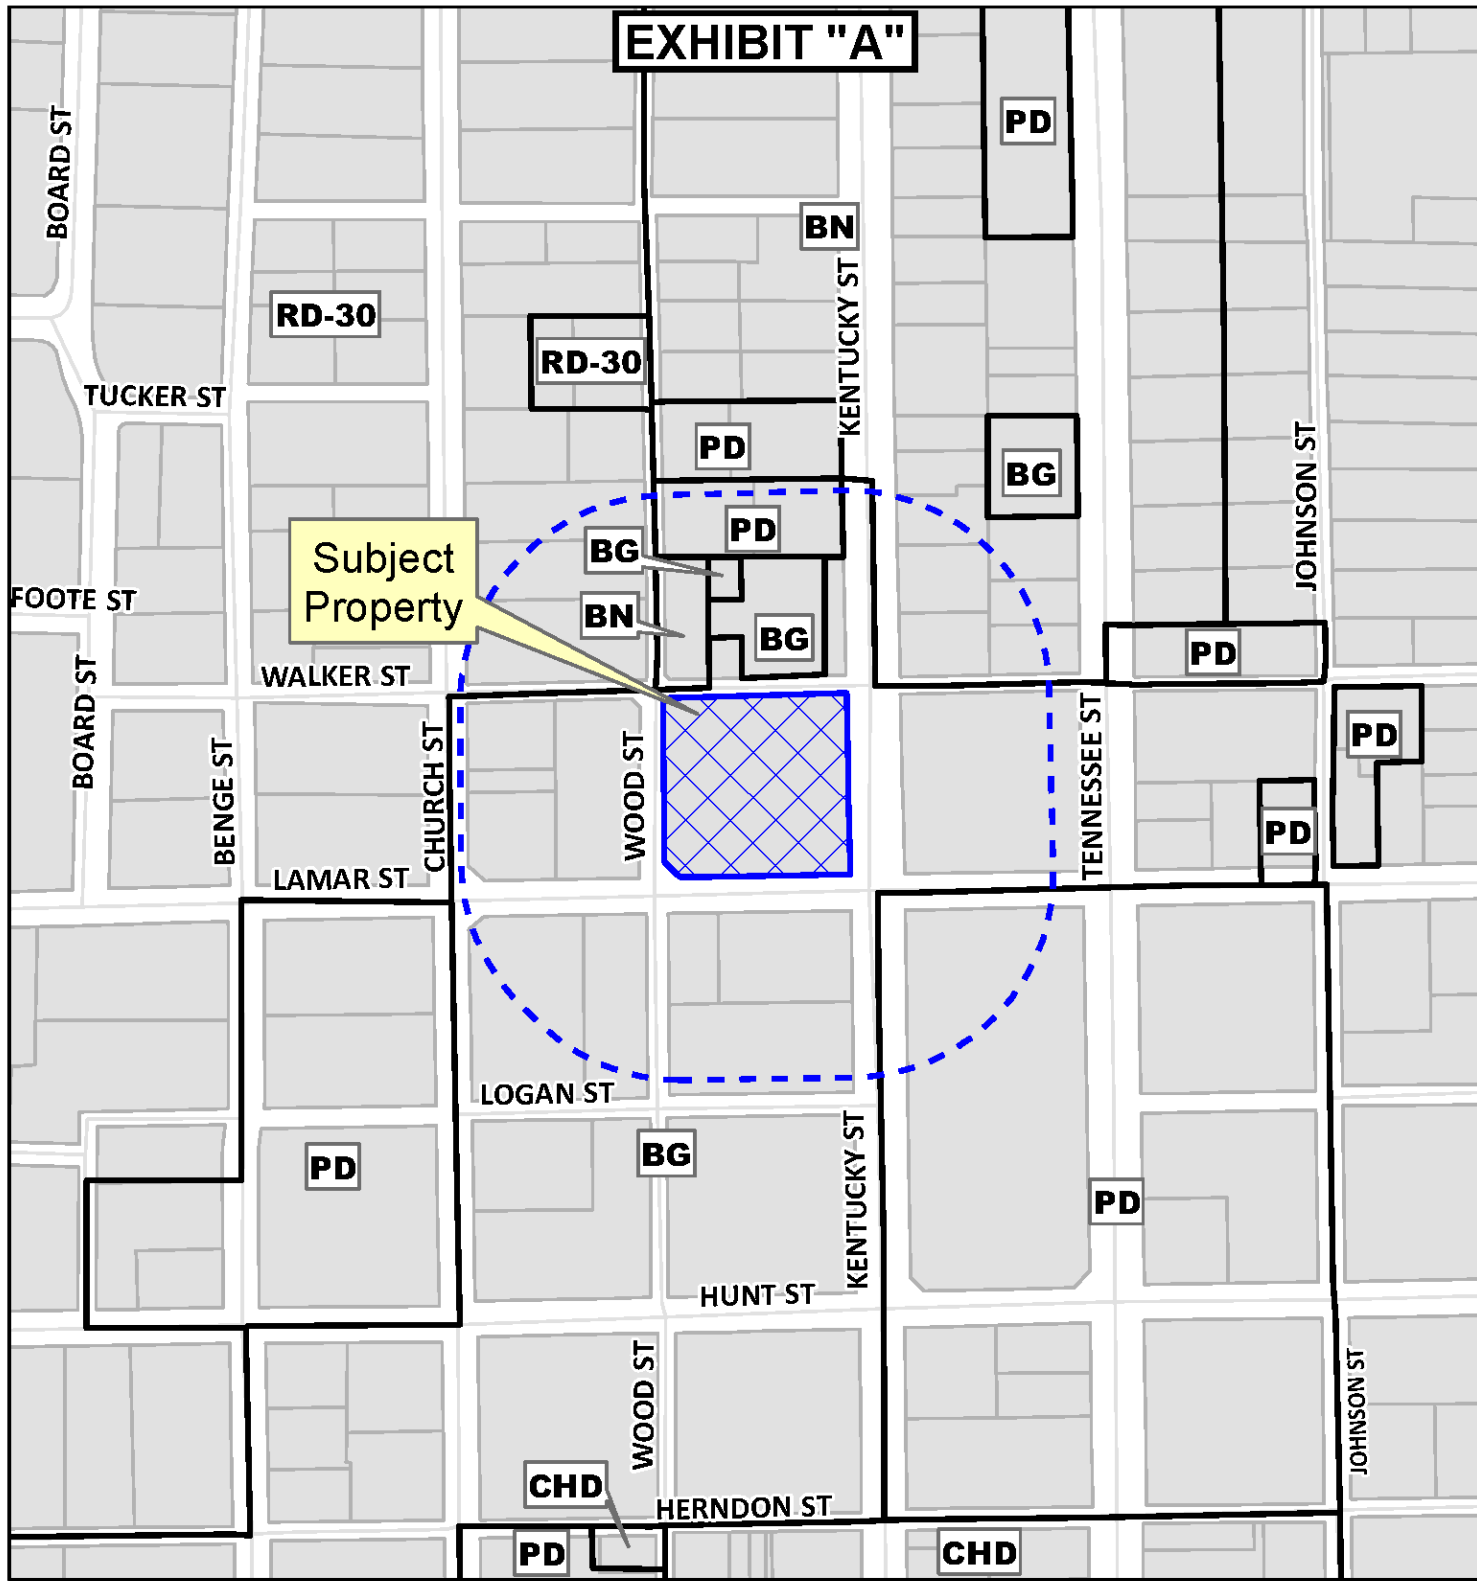 EXHIBIT "A"
PD
BOARD ST
BN
RD-30
KENTUCKY ST
RD-30
TUCKER ST
PD
BG
JOHNSON ST
PD
Subject
Property
BG
FOOTE ST
BN
BG
PD
WALKER ST
BOARD ST
BENGE ST
CHURCH ST
WOOD ST
TENNESSEE ST
PD
PD
LAMAR ST
LOGAN ST
KENTUCKY ST
BG
PD
PD
HUNT ST
WOOD ST
JOHNSON ST
CHD
HERNDON ST
PD
CHD